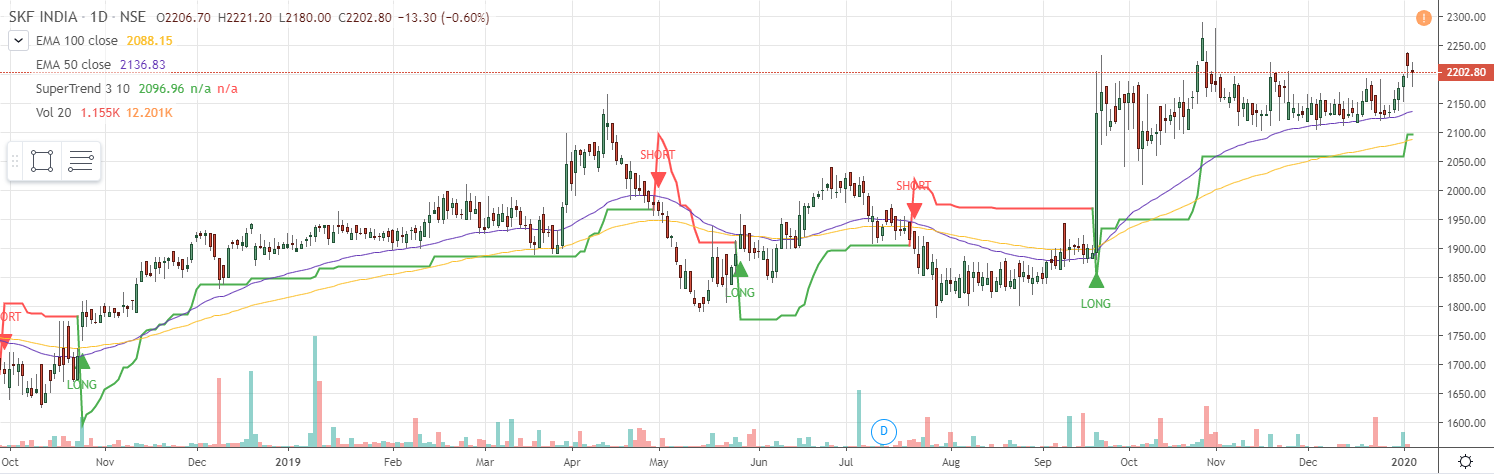 SKF INDIA · 1D · NSE O2206.70 H2221.20 L2180.00 C2202.80 −13.30 (−0.60%)
EMA 100 close 2088.15
EMA 50 close 2136.83
SuperTrend 3 10 2096.96 n/a n/a
Vol 20 1.155K 12.201K
2300.00
2250.00
2202.80
2150.00
2100.00
2050.00
2000.00
1950.00
1900.00
1850.00
1800.00
1750.00
1700.00
1650.00
1600.00
SHORT
SHORT
LONG
LONG
ORT
LONG
D
Oct Nov Dec 2019 Feb Mar Apr May Jun Jul Aug Sep Oct Nov Dec 2020